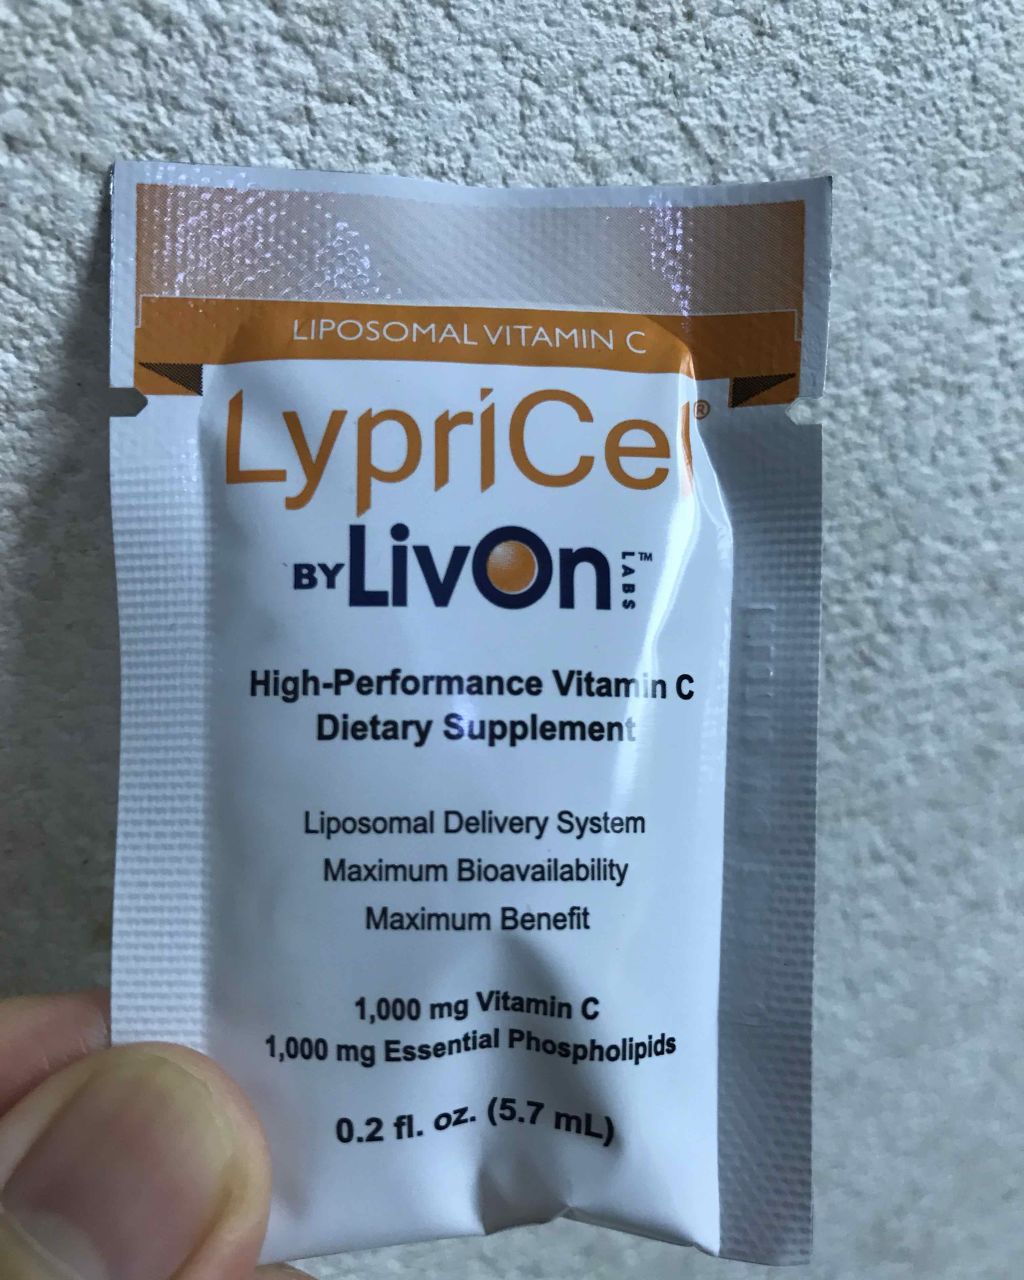 LIPOSOMAL VITAMIN C
LypriCel®
BY LivOn LABS™
High-Performance Vitamin C
Dietary Supplement
Liposomal Delivery System
Maximum Bioavailability
Maximum Benefit
1,000 mg Vitamin C
1,000 mg Essential Phospholipids
0.2 fl. oz. (5.7 mL)